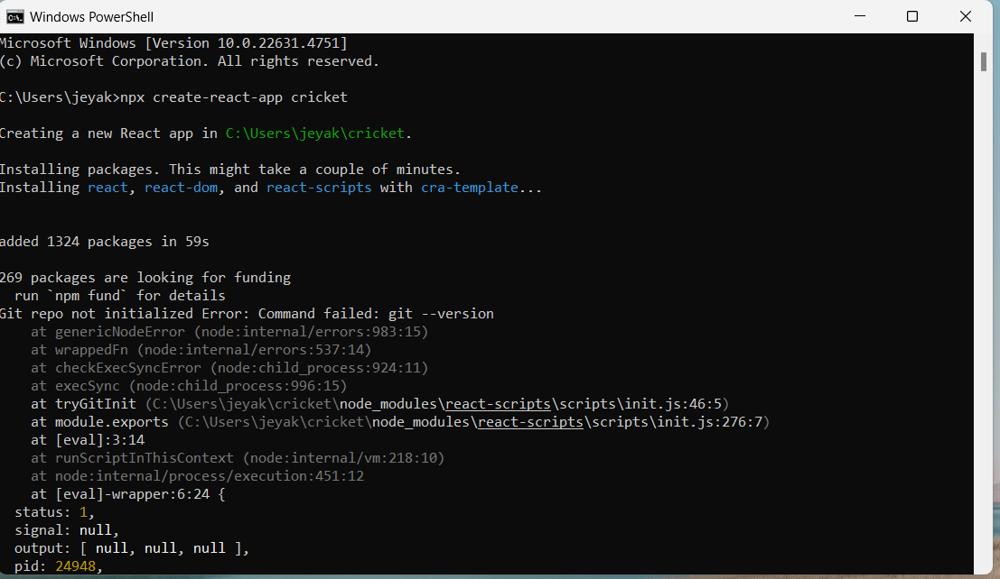 Windows PowerShell
Microsoft Windows [Version 10.0.22631.4751]
(c) Microsoft Corporation. All rights reserved.
C:\Users\jeyak>npx create-react-app cricket
Creating a new React app in C:\Users\jeyak\cricket.
Installing packages. This might take a couple of minutes.
Installing react, react-dom, and react-scripts with cra-template...
added 1324 packages in 59s
269 packages are looking for funding
  run `npm fund` for details
Git repo not initialized Error: Command failed: git --version
    at genericNodeError (node:internal/errors:983:15)
    at wrappedFn (node:internal/errors:537:14)
    at checkExecSyncError (node:child_process:924:11)
    at execSync (node:child_process:996:15)
    at tryGitInit (C:\Users\jeyak\cricket\node_modules\react-scripts\scripts\init.js:46:5)
    at module.exports (C:\Users\jeyak\cricket\node_modules\react-scripts\scripts\init.js:276:7)
    at [eval]:3:14
    at runScriptInThisContext (node:internal/vm:218:10)
    at node:internal/process/execution:451:12
    at [eval]-wrapper:6:24 {
  status: 1,
  signal: null,
  output: [ null, null, null ],
  pid: 24948,